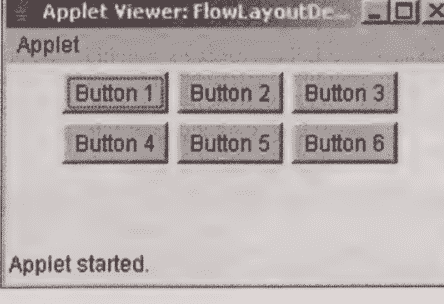 Applet Viewer: FlowLayoutDe...
Applet
Button 1 Button 2 Button 3
Button 4 Button 5 Button 6
Applet started.